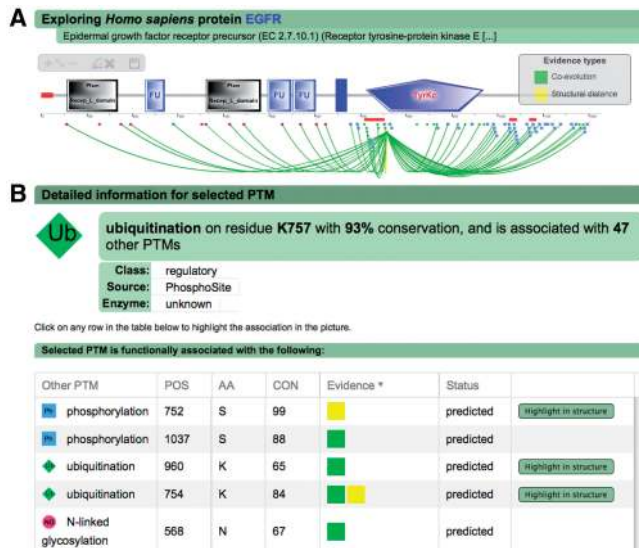 A
Exploring Homo sapiens protein EGFR
Epidermal growth factor receptor precursor (EC 2.7.10.1) (Receptor tyrosine-protein kinase E [...]
Evidence types
Co-evolution
Structural distance
Pfam
Recep_L_domain
FU
Pfam
Recep_L_domain
FU
FU
TyrKc
B
Detailed information for selected PTM
Ub
ubiquitination on residue K757 with 93% conservation, and is associated with 47
other PTMs
Class: regulatory
Source: PhosphoSite
Enzyme: unknown
Click on any row in the table below to highlight the association in the picture.
Selected PTM is functionally associated with the following:
Other PTM POS AA CON Evidence Status
Ph phosphorylation 752 S 99 predicted Highlight in structure
Ph phosphorylation 1037 S 88 predicted
Ub ubiquitination 960 K 65 predicted Highlight in structure
Ub ubiquitination 754 K 84 predicted Highlight in structure
NG N-linked
glycosylation 568 N 67 predicted